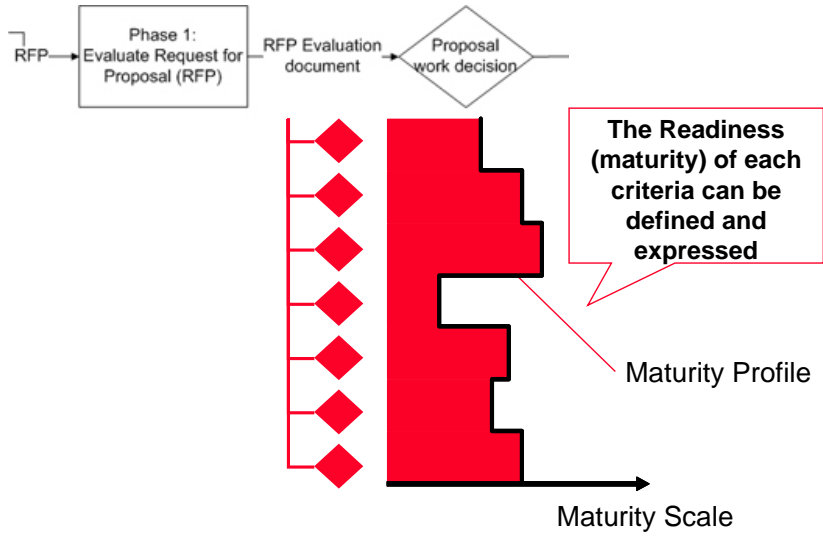 RFP
Phase 1:
Evaluate Request for
Proposal (RFP)
RFP Evaluation
document
Proposal
work decision
The Readiness
(maturity) of each
criteria can be
defined and
expressed
Maturity Profile
Maturity Scale